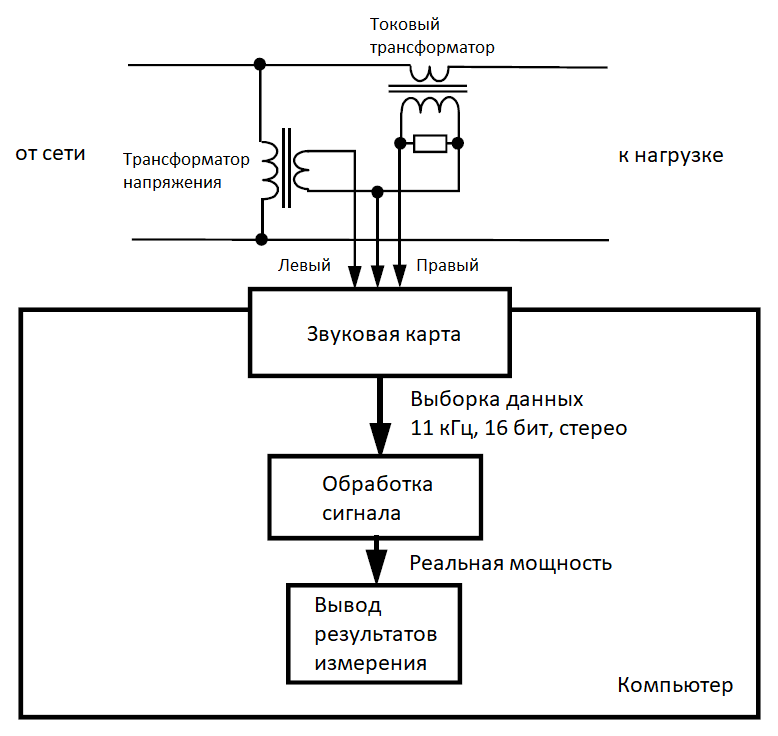 Токовый
трансформатор
от сети
Трансформатор
напряжения
к нагрузке
Левый
Правый
Звуковая карта
Выборка данных
11 кГц, 16 бит, стерео
Обработка
сигнала
Реальная мощность
Вывод
результатов
измерения
Компьютер